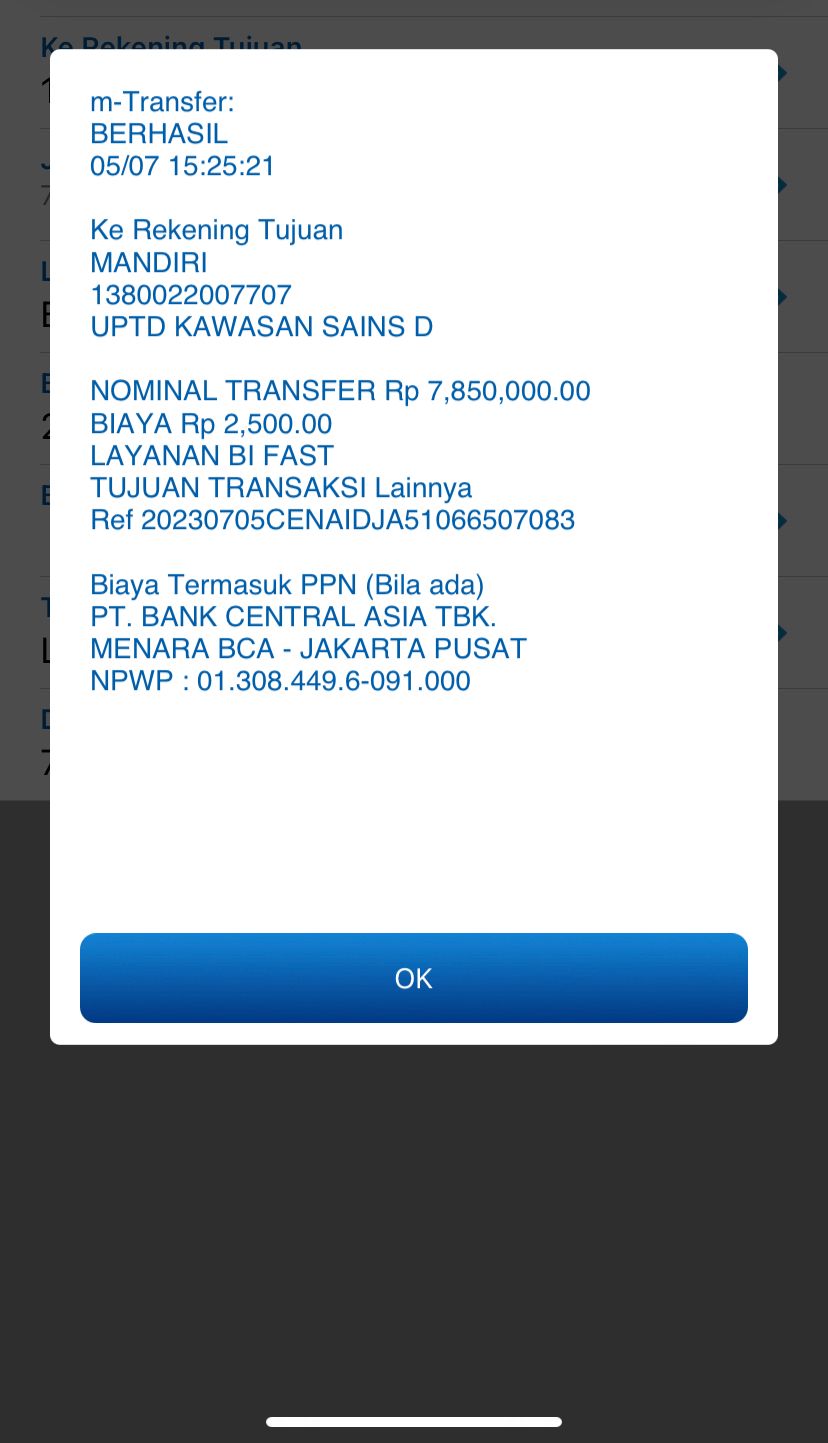 Ke Rekening Tujuan
m-Transfer:
BERHASIL
05/07 15:25:21
Ke Rekening Tujuan
MANDIRI
1380022007707
UPTD KAWASAN SAINS D
NOMINAL TRANSFER Rp 7,850,000.00
BIAYA Rp 2,500.00
LAYANAN BI FAST
TUJUAN TRANSAKSI Lainnya
Ref 20230705CENAIDJA51066507083
Biaya Termasuk PPN (Bila ada)
PT. BANK CENTRAL ASIA TBK.
MENARA BCA - JAKARTA PUSAT
NPWP : 01.308.449.6-091.000
OK